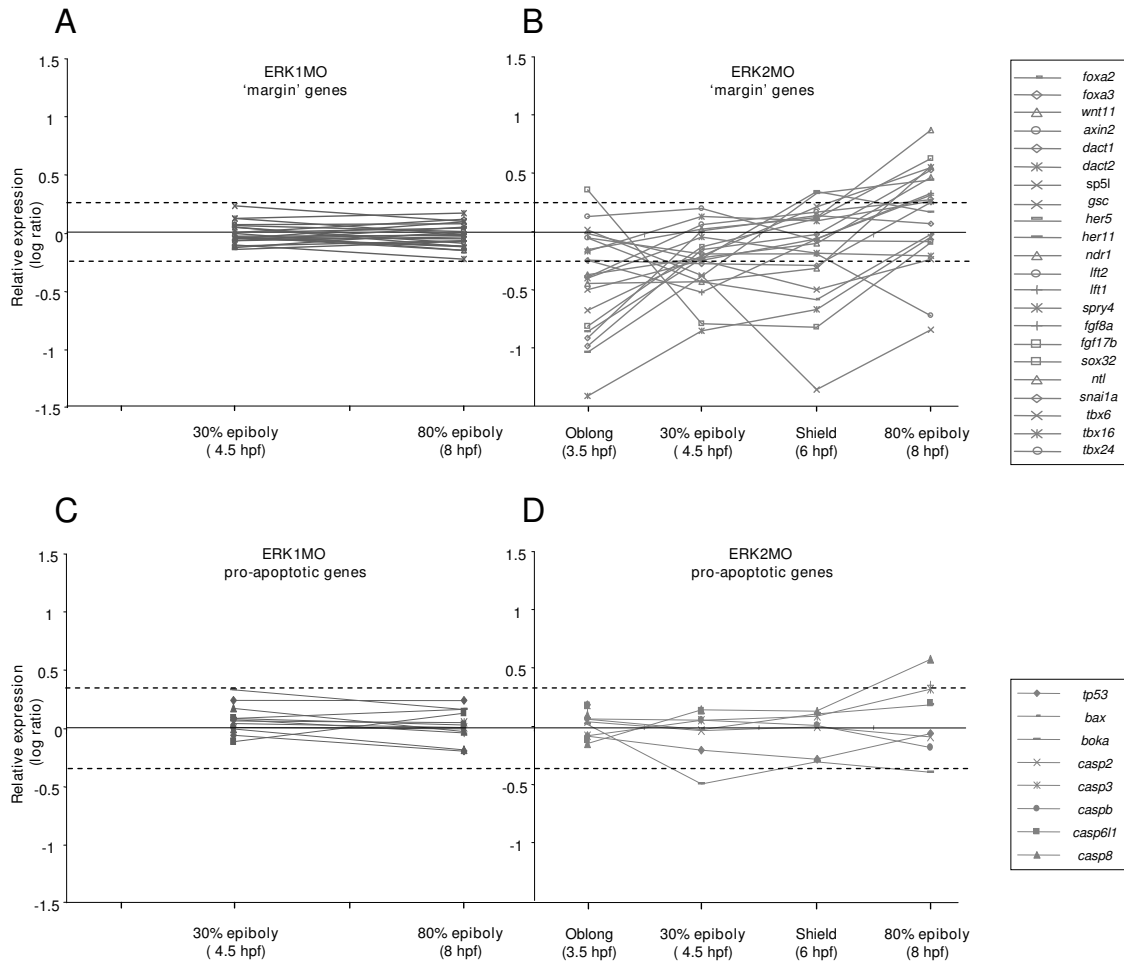 A
B
1.5
1
0.5
0
-0.5
-1
-1.5
Relative expression
(log ratio)
ERK1MO
‘margin’ genes
30% epiboly
( 4.5 hpf)
80% epiboly
(8 hpf)
1.5
1
0.5
0
-0.5
-1
ERK2MO
‘margin’ genes
Oblong
(3.5 hpf)
30% epiboly
( 4.5 hpf)
Shield
(6 hpf)
80% epiboly
(8 hpf)
foxa2
foxa3
wnt11
axin2
dact1
dact2
sp5l
gsc
her5
her11
ndr1
lft2
lft1
spry4
fgf8a
fgf17b
sox32
ntl
snai1a
tbx6
tbx16
tbx24
C
D
1.5
1
0.5
0
-0.5
-1
-1.5
Relative expression
(log ratio)
ERK1MO
pro-apoptotic genes
30% epiboly
( 4.5 hpf)
80% epiboly
(8 hpf)
1.5
1
0.5
0
-0.5
-1
ERK2MO
pro-apoptotic genes
Oblong
(3.5 hpf)
30% epiboly
( 4.5 hpf)
Shield
(6 hpf)
80% epiboly
(8 hpf)
tp53
bax
boka
casp2
casp3
caspb
casp6l1
casp8